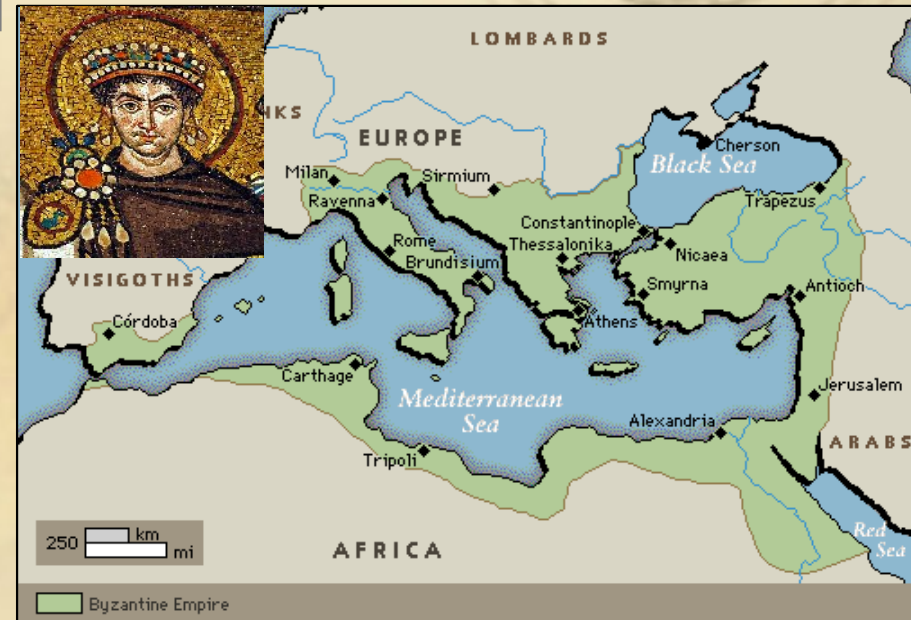 LOMBARDS
NKS
EUROPE
Cherson
Black Sea
Milan
Sirmium
Trapezus
Ravenna
Constantinople
Rome
Thessalonika
Nicaea
Brundisium
VISIGOTHS
Smyrna
Antioch
Córdoba
Athens
Carthage
Jerusalem
Mediterranean
Sea
Alexandria
ARABS
Tripoli
250 km
mi
AFRICA
Red
Sea
Byzantine Empire